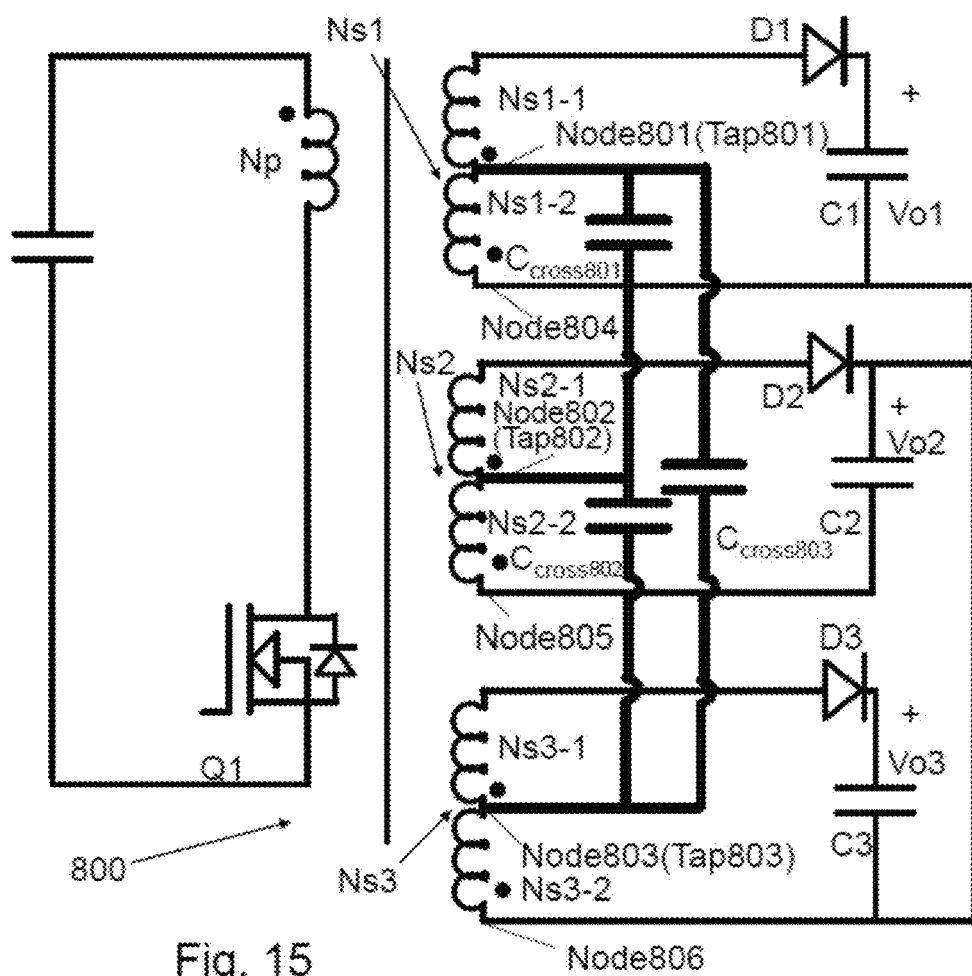 Ns1
D1
Ns1-1
+
Node801(Tap801)
Np
Ns1-2
C1
Vo1
Ccross801
Node804
Ns2
Ns2-1
D2
Node802
(Tap802)
+
Vo2
Ns2-2
C2
Ccross803
Ccross802
Node805
D3
+
Ns3-1
Vo3
Q1
C3
800
Ns3
Node803(Tap803)
Ns3-2
Fig. 15
Node806